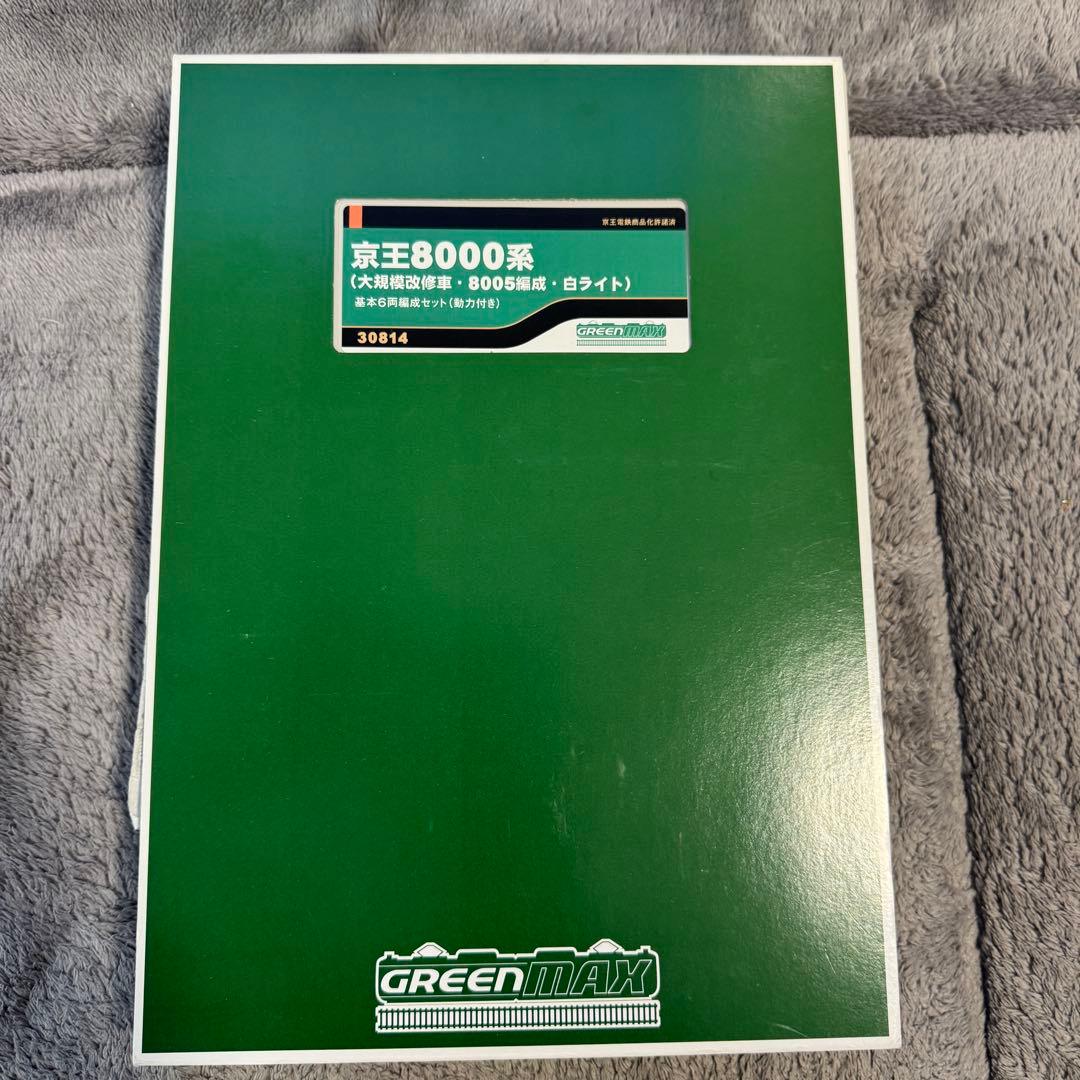 京王電鉄商品化許諾済
京王8000系
(大規模改修車・8005編成・白ライト)
基本6両編成セット(動力付き)
30814
GREENMAX
GREENMAX